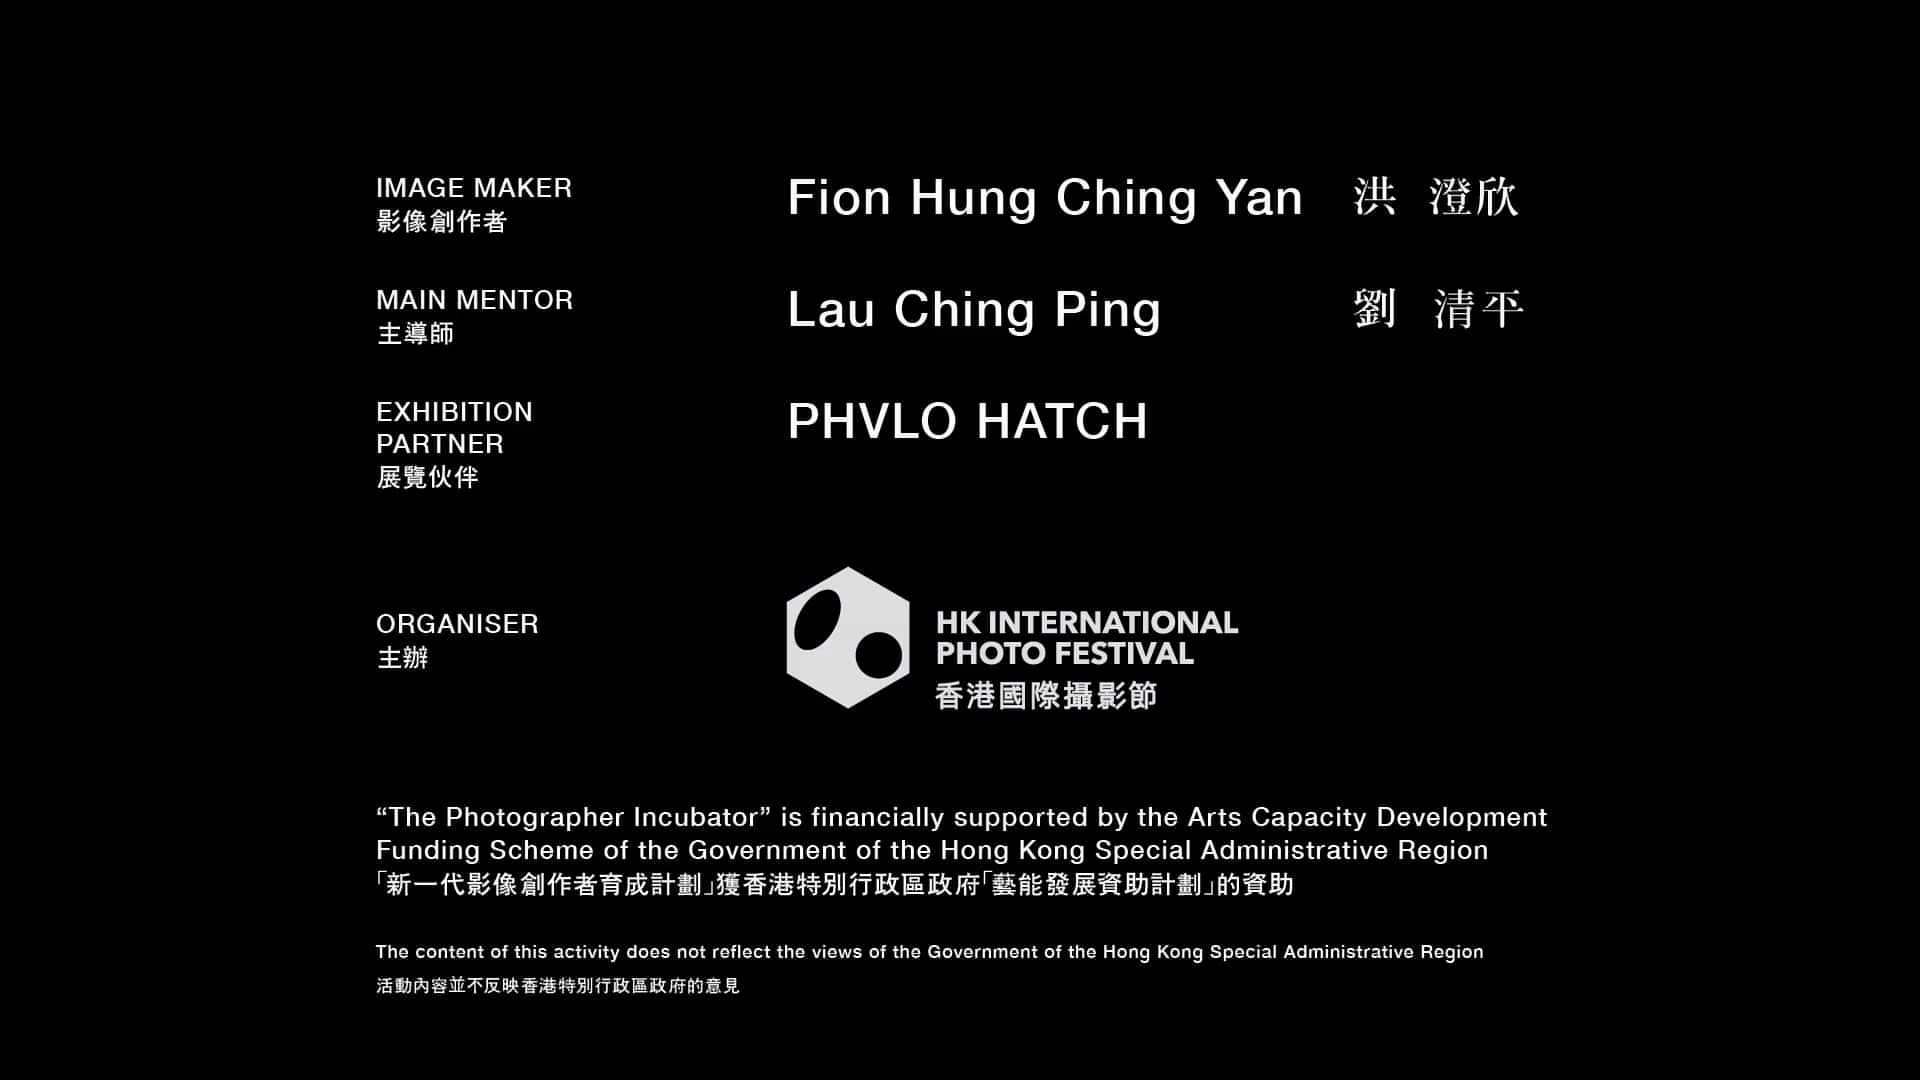 IMAGE MAKER
影像創作者
Fion Hung Ching Yan 洪 澄欣
MAIN MENTOR
主導師
Lau Ching Ping 劉 清平
EXHIBITION
PARTNER
展覽伙伴
PHVLO HATCH
ORGANISER
主辦
HK INTERNATIONAL
PHOTO FESTIVAL
香港國際攝影節
“The Photographer Incubator” is financially supported by the Arts Capacity Development
Funding Scheme of the Government of the Hong Kong Special Administrative Region
「新一代影像創作者育成計劃」獲香港特別行政區政府「藝能發展資助計劃」的資助
The content of this activity does not reflect the views of the Government of the Hong Kong Special Administrative Region
活動內容並不反映香港特別行政區政府的意見